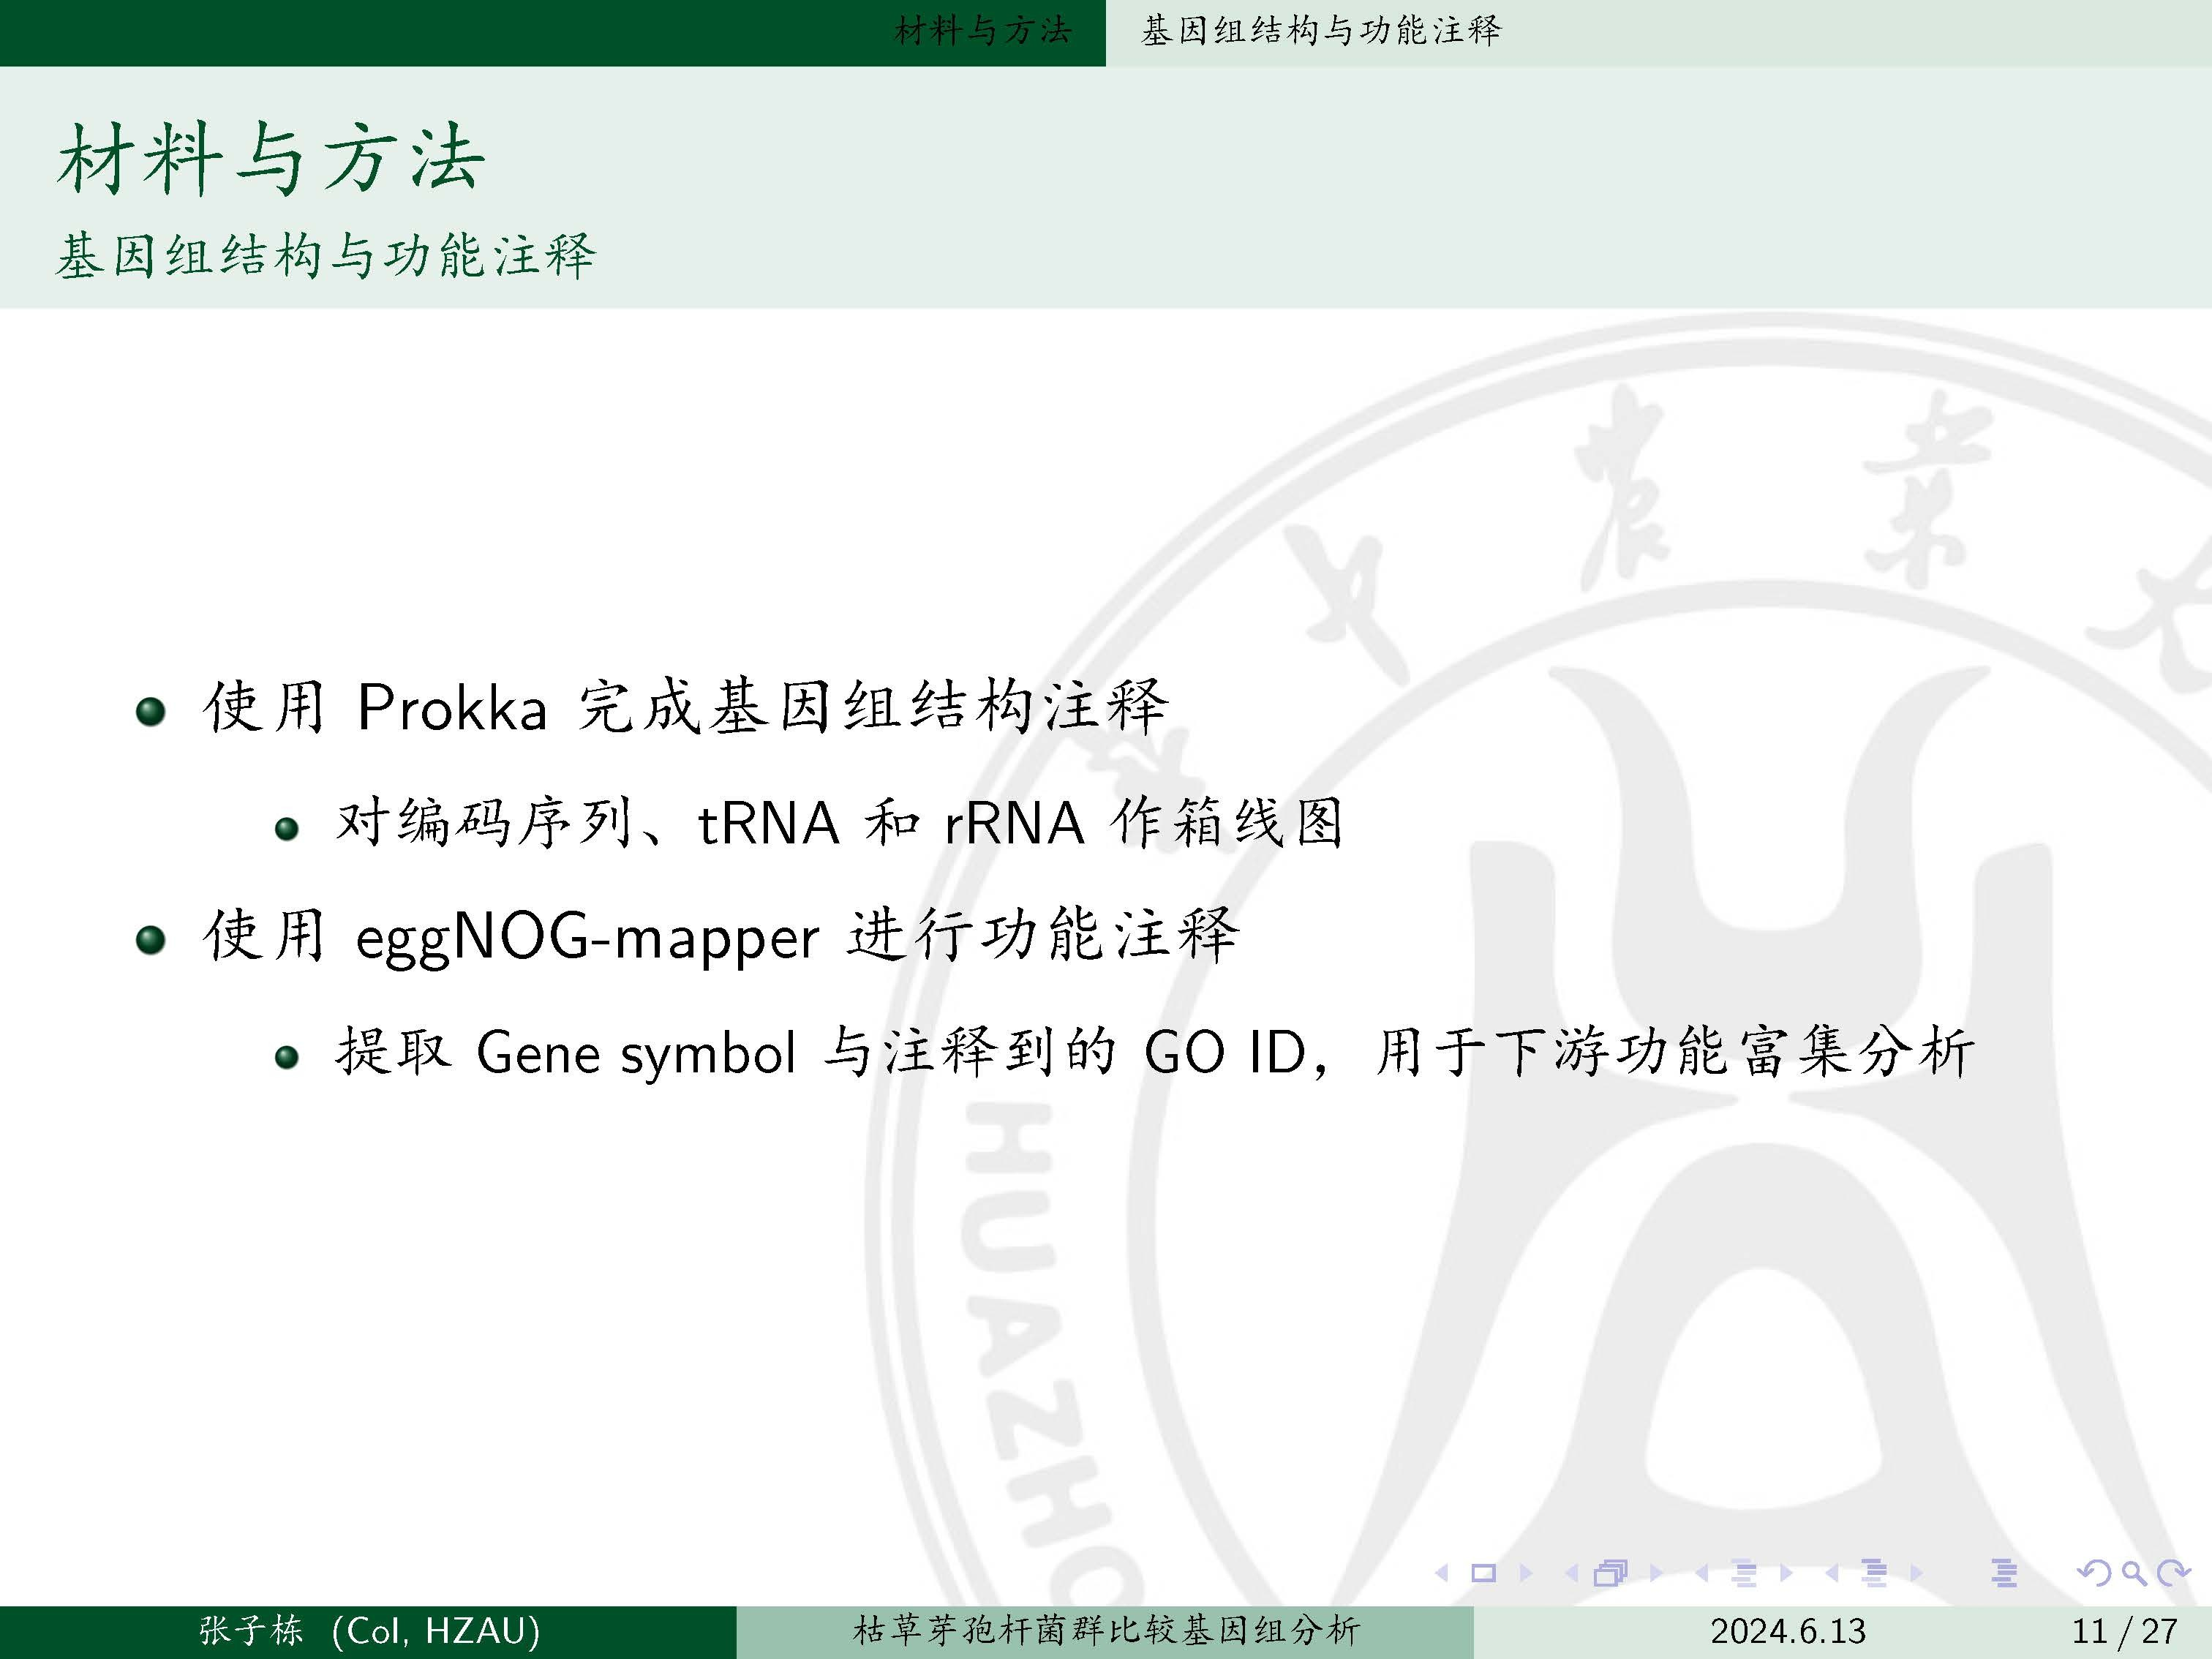 材料与方法 基因组结构与功能注释
材料与方法
基因组结构与功能注释
使用 Prokka 完成基因组结构注释
对编码序列、tRNA 和 rRNA 作箱线图
使用 eggNOG-mapper 进行功能注释
提取 Gene symbol 与注释到的 GO ID，用于下游功能富集分析
农业大
HUAZHO
张子栋 (Col, HZAU) 枯草芽孢杆菌群比较基因组分析 2024.6.13 11 / 27